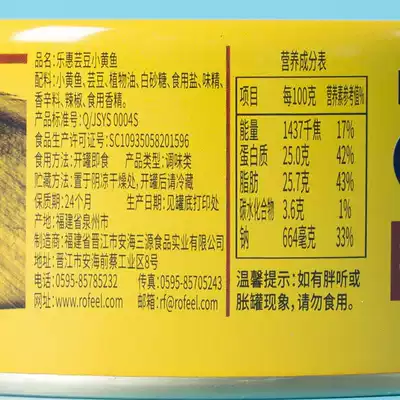 品名:乐惠芸豆小黄鱼
配料:小黄鱼、芸豆、植物油、白砂糖、食用盐、味精、
香辛料、辣椒、食用香精。
产品标准号:Q/JSYS 0004S
食品生产许可证号:SC10935058201596
食用方法:开罐即食 产品类型:调味类
贮藏方法:置于阴凉干燥处,开罐后请冷藏
保质期:24个月 生产日期:见罐底打印处
产地:福建省泉州市
制造商:福建省晋江市安海三源食品实业有限公司
地址:晋江市安海前蔡工业区8号
电话:0595-85785232 传真:0595-85705243
网址:www.rofeel.com 邮箱:rf@rofeel.com
营养成分表
项目 每100克 营养素参考值%
能量 1437千焦 17%
蛋白质 25.0克 42%
脂肪 25.7克 43%
碳水化合物 3.6克 1%
钠 664毫克 33%
温馨提示:如有胖听或
胀罐现象,请勿食用。